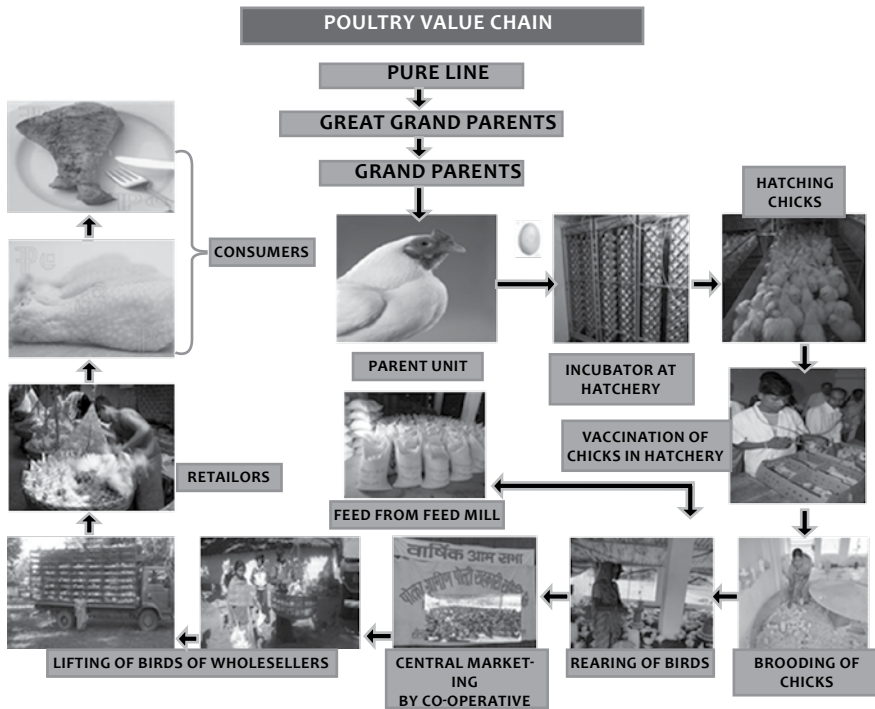 POULTRY VALUE CHAIN
PURE LINE
GREAT GRAND PARENTS
GRAND PARENTS
HATCHING
CHICKS
CONSUMERS
PARENT UNIT
INCUBATOR AT
HATCHERY
VACCINATION OF
CHICKS IN HATCHERY
RETAILORS
FEED FROM FEED MILL
वार्षिक आम सभा
LIFTING OF BIRDS OF WHOLESELLERS
CENTRAL MARKET-
ING
BY CO-OPERATIVE
REARING OF BIRDS
BROODING OF
CHICKS